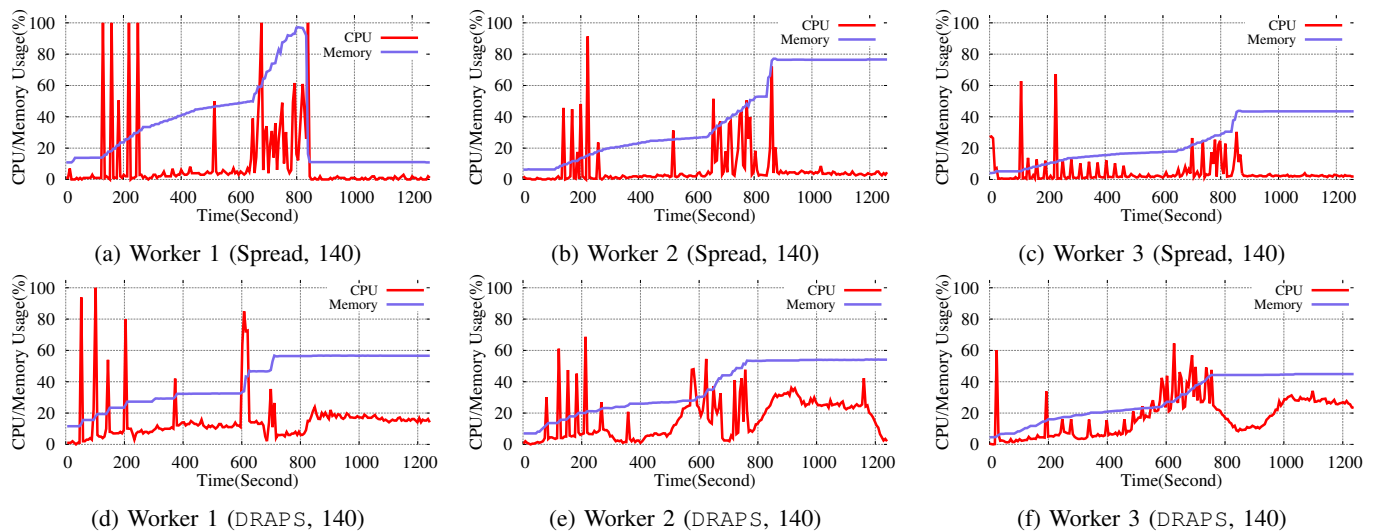 CPU/Memory Usage(%)
100
80
60
40
20
0
CPU
Memory
0 200 400 600 800 1000 1200
Time(Second)
(a) Worker 1 (Spread, 140)
CPU/Memory Usage(%)
100
80
60
40
20
0
CPU
Memory
0 200 400 600 800 1000 1200
Time(Second)
(b) Worker 2 (Spread, 140)
CPU/Memory Usage(%)
100
80
60
40
20
0
CPU
Memory
0 200 400 600 800 1000 1200
Time(Second)
(c) Worker 3 (Spread, 140)
CPU/Memory Usage(%)
100
80
60
40
20
0
CPU
Memory
0 200 400 600 800 1000 1200
Time(Second)
(d) Worker 1 (DRAPS, 140)
CPU/Memory Usage(%)
100
80
60
40
20
0
CPU
Memory
0 200 400 600 800 1000 1200
Time(Second)
(e) Worker 2 (DRAPS, 140)
CPU/Memory Usage(%)
100
80
60
40
20
0
CPU
Memory
0 200 400 600 800 1000 1200
Time(Second)
(f) Worker 3 (DRAPS, 140)